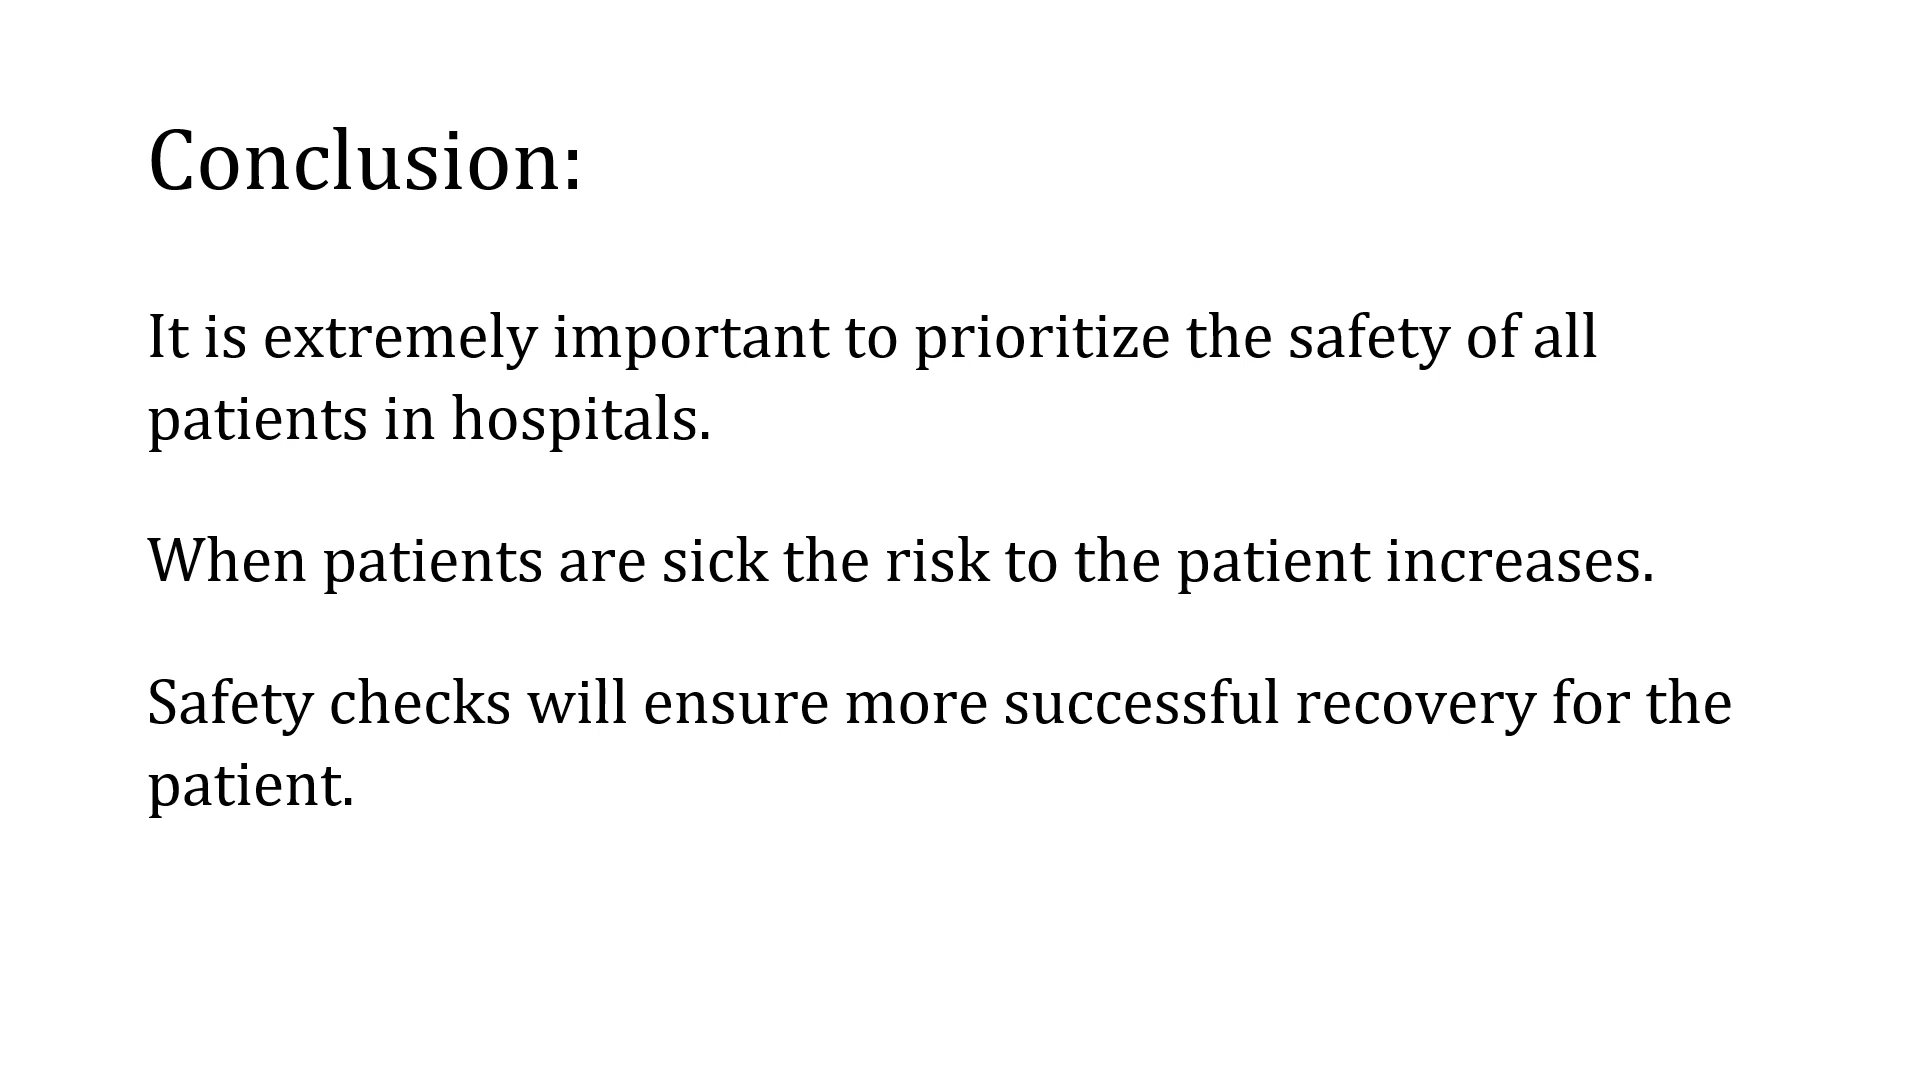 Conclusion:
It is extremely important to prioritize the safety of all
patients in hospitals.
When patients are sick the risk to the patient increases.
Safety checks will ensure more successful recovery for the
patient.